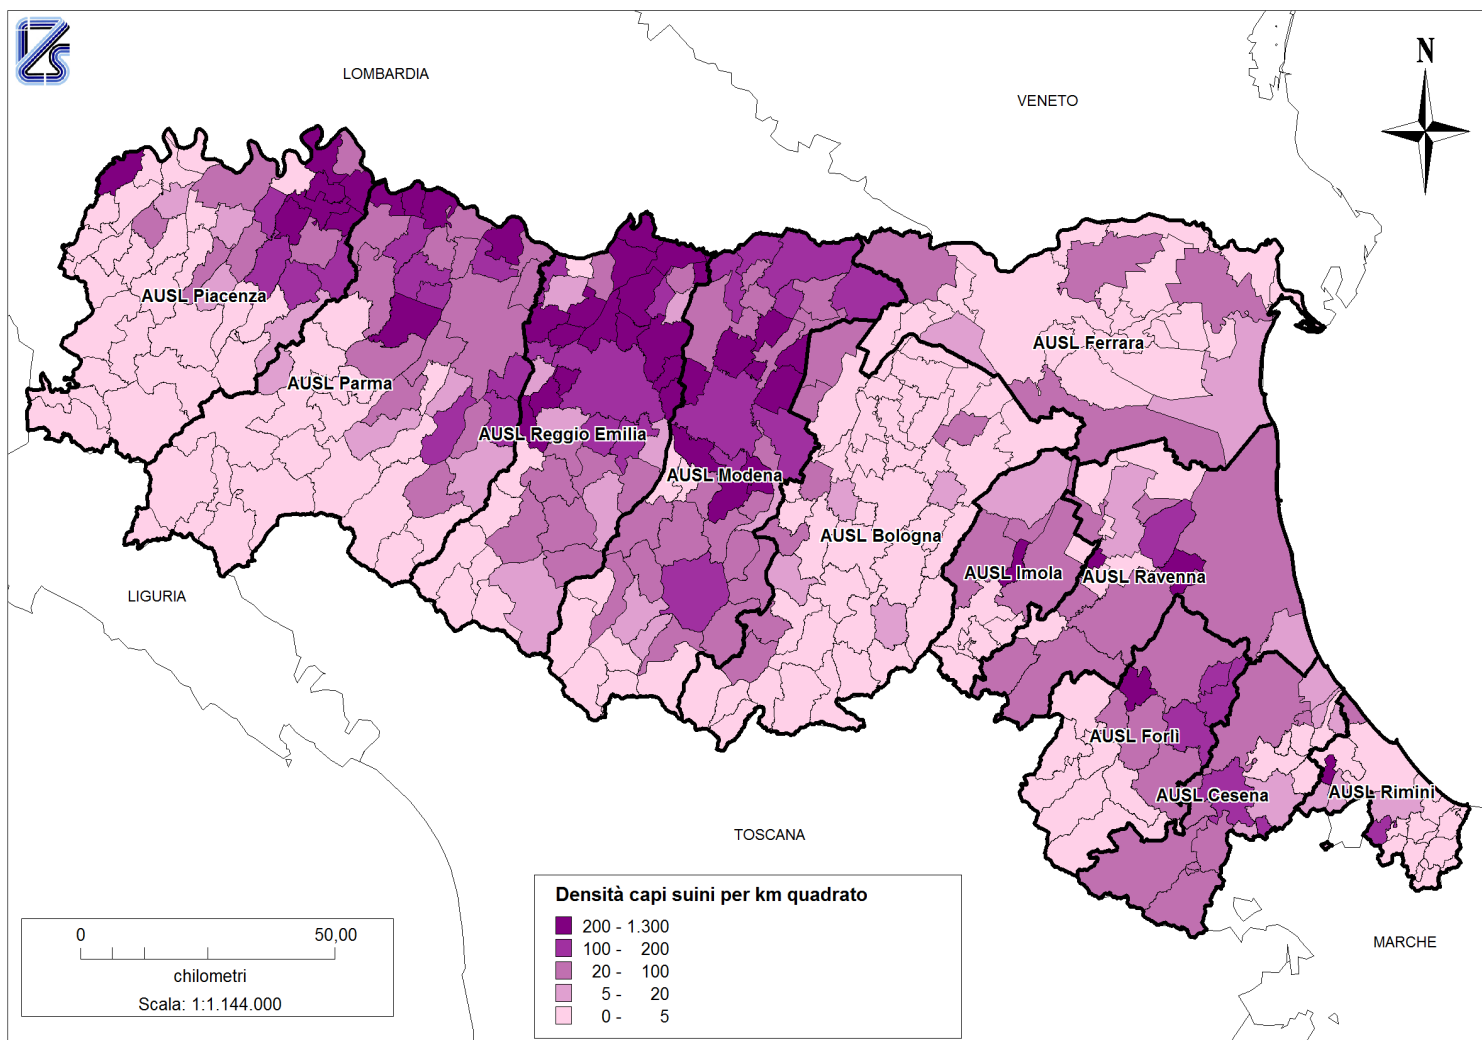 LOMBARDIA
N
VENETO
AUSL Piacenza
AUSL Ferrara
AUSL Parma
AUSL Reggio Emilia
AUSL Modena
AUSL Bologna
AUSL Imola
AUSL Ravenna
LIGURIA
AUSL Forlì
AUSL Cesena
AUSL Rimini
TOSCANA
MARCHE
Densità capi suini per km quadrato
200 - 1.300
100 - 200
20 - 100
5 - 20
0 - 5
0 50,00
chilometri
Scala: 1:1.144.000